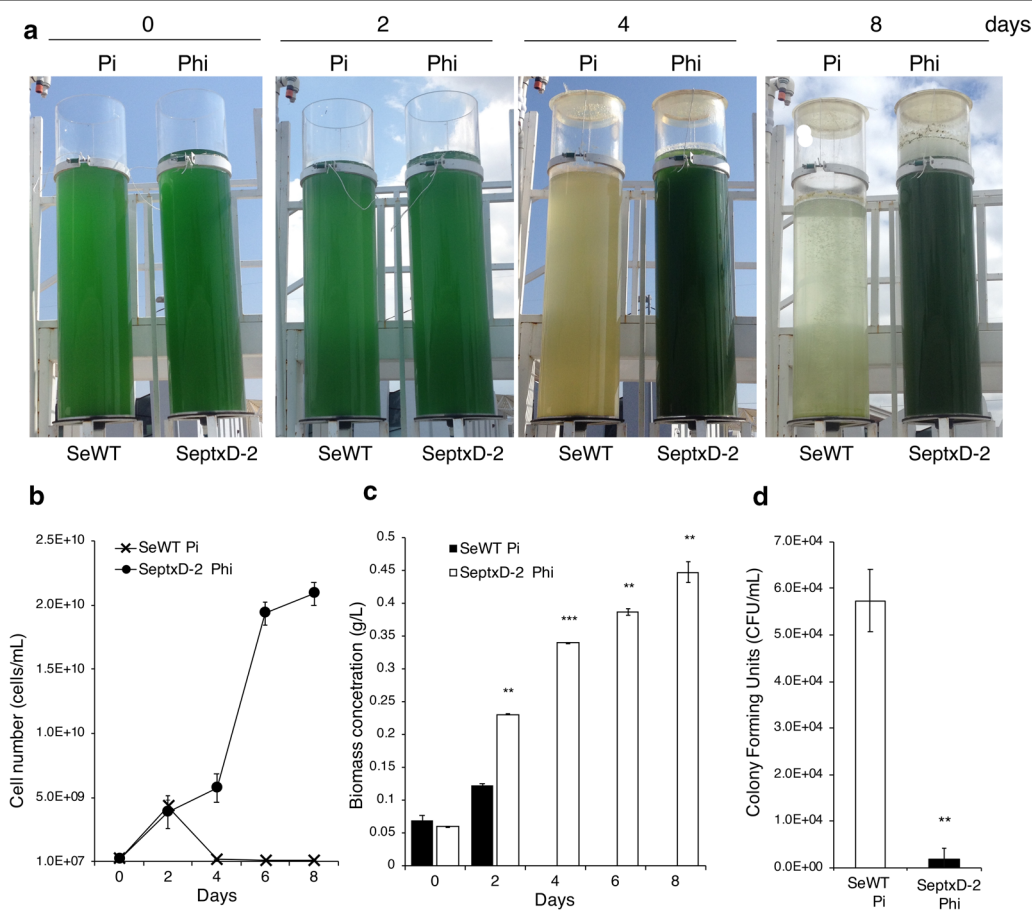 a
0 2 4 8 days
Pi Phi Pi Phi Pi Phi Pi Phi
SeWT SeptxD-2 SeWT SeptxD-2 SeWT SeptxD-2 SeWT SeptxD-2
b
2.5E+10
2.0E+10
1.5E+10
1.0E+10
5.0E+09
1.0E+07
Cell number (cells/mL)
SeWT Pi
SeptxD-2 Phi
0 2 4 6 8
Days
c
0.5
0.45
0.4
0.35
0.3
0.25
0.2
0.15
0.1
0.05
0
Biomass concetration (g/L)
SeWT Pi
SeptxD-2 Phi
**
***
**
**
0 2 4 6 8
Days
d
7.0E+04
6.0E+04
5.0E+04
4.0E+04
3.0E+04
2.0E+04
1.0E+04
0.0E+00
Colony Forming Units (CFU/mL)
**
SeWT
Pi
SeptxD-2
Phi